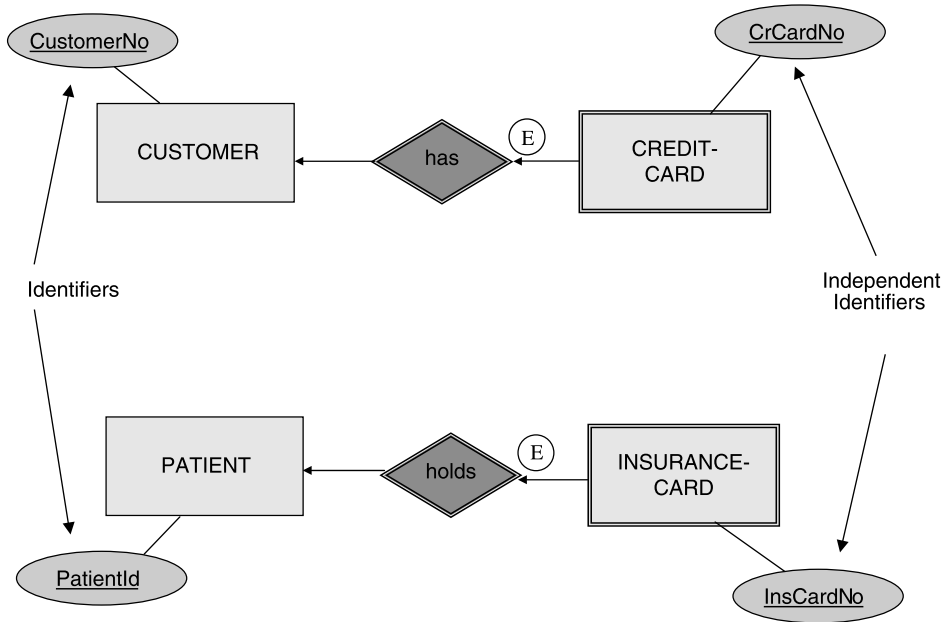 CustomerNo
CrCardNo
CUSTOMER
has
E
CREDIT-
CARD
Identifiers
Independent
Identifiers
PATIENT
holds
E
INSURANCE-
CARD
PatientId
InsCardNo